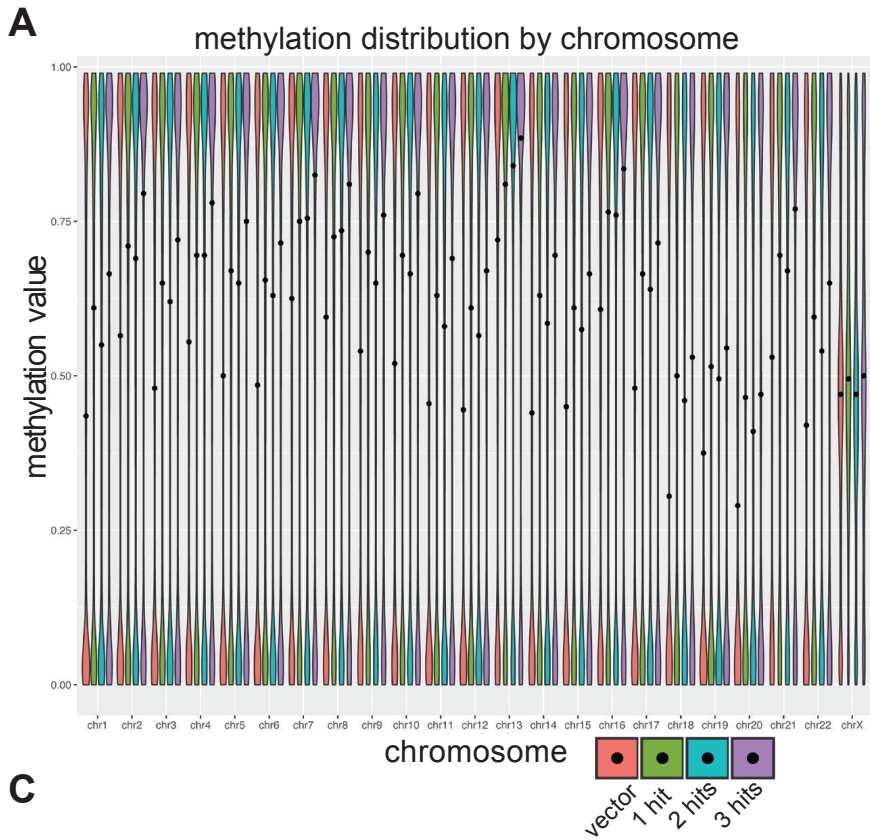 A
methylation distribution by chromosome
methylation value
1.00
0.75
0.50
0.25
0.00
chr1 chr2 chr3 chr4 chr5 chr6 chr7 chr8 chr9 chr10 chr11 chr12 chr13 chr14 chr15 chr16 chr17 chr18 chr19 chr20 chr21 chr22 chrX
chromosome
vector 1 hit 2 hits 3 hits
C